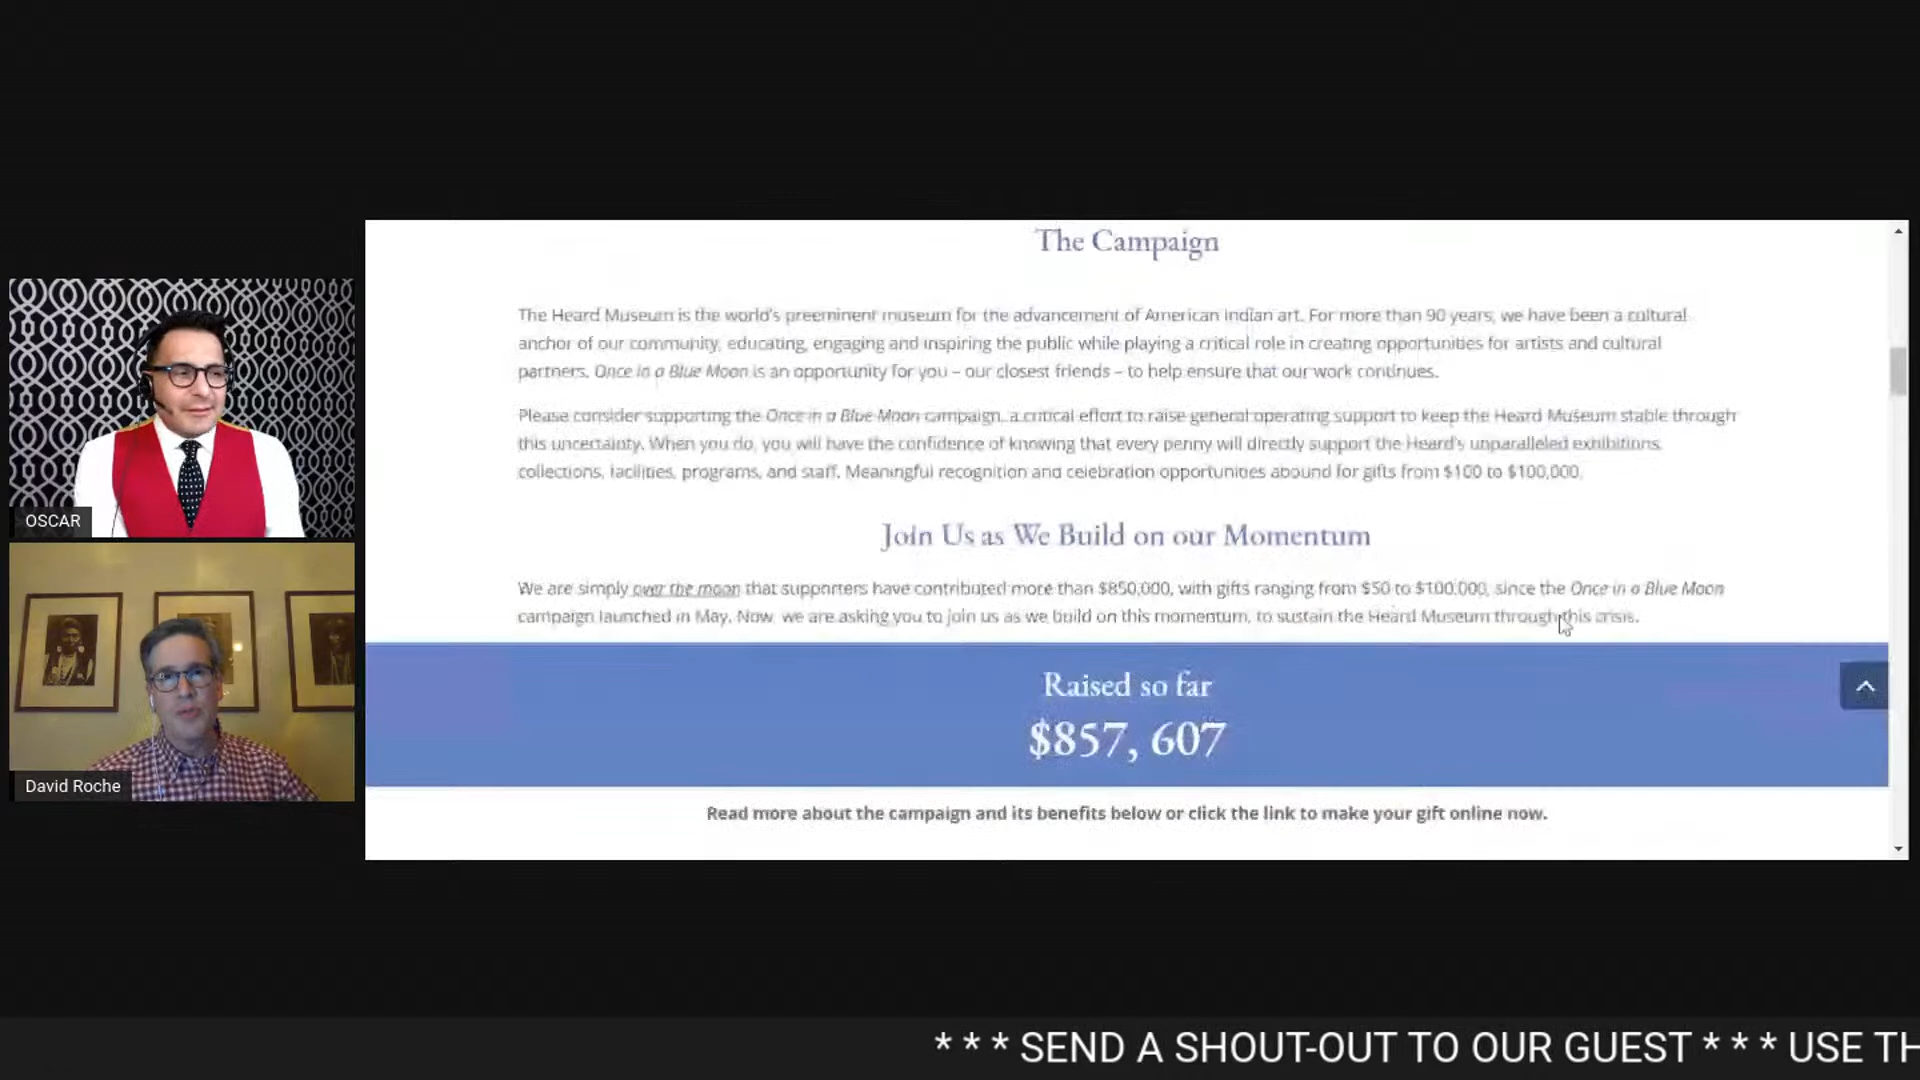 The Campaign
The Heard Museum is the world's preeminent museum for the advancement of American Indian art. For more than 90 years, we have been a cultural
anchor of our community, educating, engaging and inspiring the public while playing a critical role in creating opportunities for artists and cultural
partners. Once in a Blue Moon is an opportunity for you – our closest friends – to help ensure that our work continues.
Please consider supporting the Once in a Blue Moon campaign, a critical effort to raise general operating support to keep the Heard Museum stable through
this uncertainty. When you do, you will have the confidence of knowing that every penny will directly support the Heard's unparalleled exhibitions,
collections, facilities, programs, and staff. Meaningful recognition and celebration opportunities abound for gifts from $100 to $100,000.
Join Us as We Build on our Momentum
We are simply over the moon that supporters have contributed more than $850,000, with gifts ranging from $50 to $100,000, since the Once in a Blue Moon
campaign launched in May. Now, we are asking you to join us as we build on this momentum, to sustain the Heard Museum through this crisis.
Raised so far
$857, 607
Read more about the campaign and its benefits below or click the link to make your gift online now.
OSCAR
David Roche
* * * SEND A SHOUT-OUT TO OUR GUEST * * * USE TH